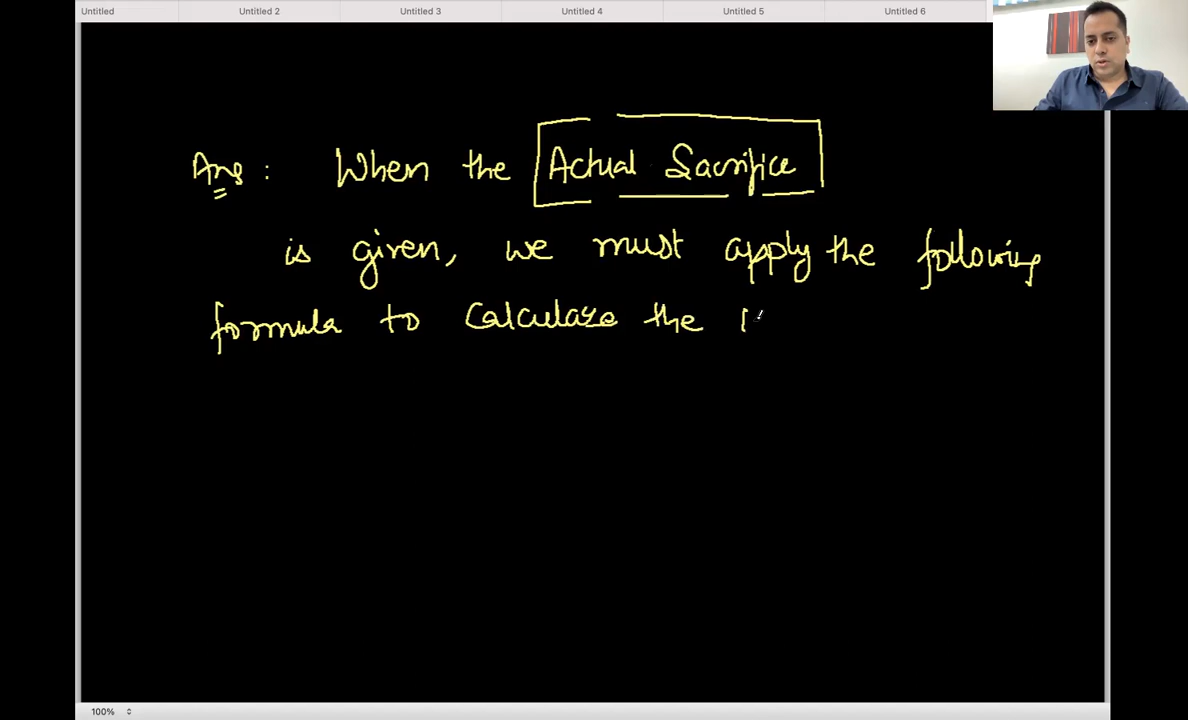 Untitled Untitled 2 Untitled 3 Untitled 4 Untitled 5 Untitled 6
Ans : When the Actual Sacrifice
is given, we must apply the following
formula to Calculate the
100%